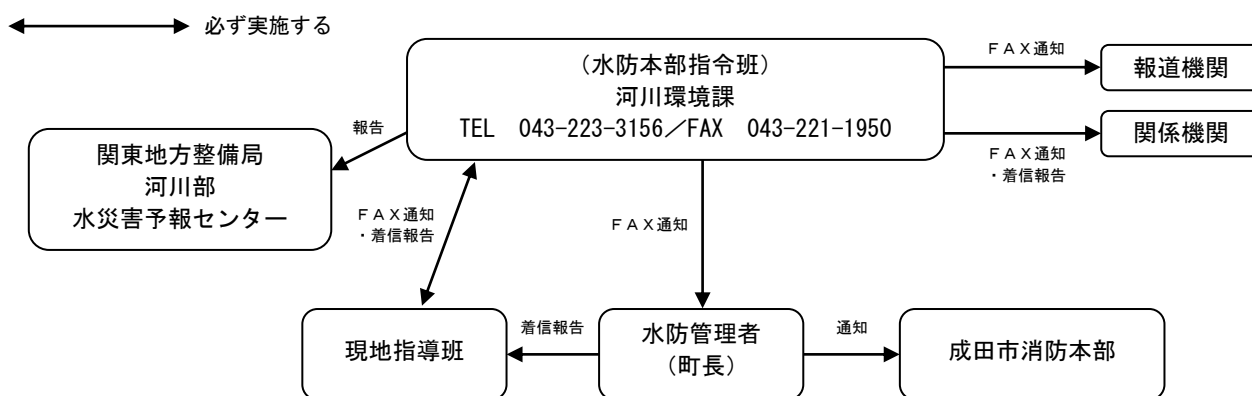 必ず実施する
(水防本部指令班)
河川環境課
TEL 043-223-3156/FAX 043-221-1950
FAX通知
報道機関
関係機関
FAX通知
・着信報告
報告
関東地方整備局
河川部
水災害予報センター
FAX通知
・着信報告
FAX通知
現地指導班
着信報告
水防管理者
(町長)
通知
成田市消防本部